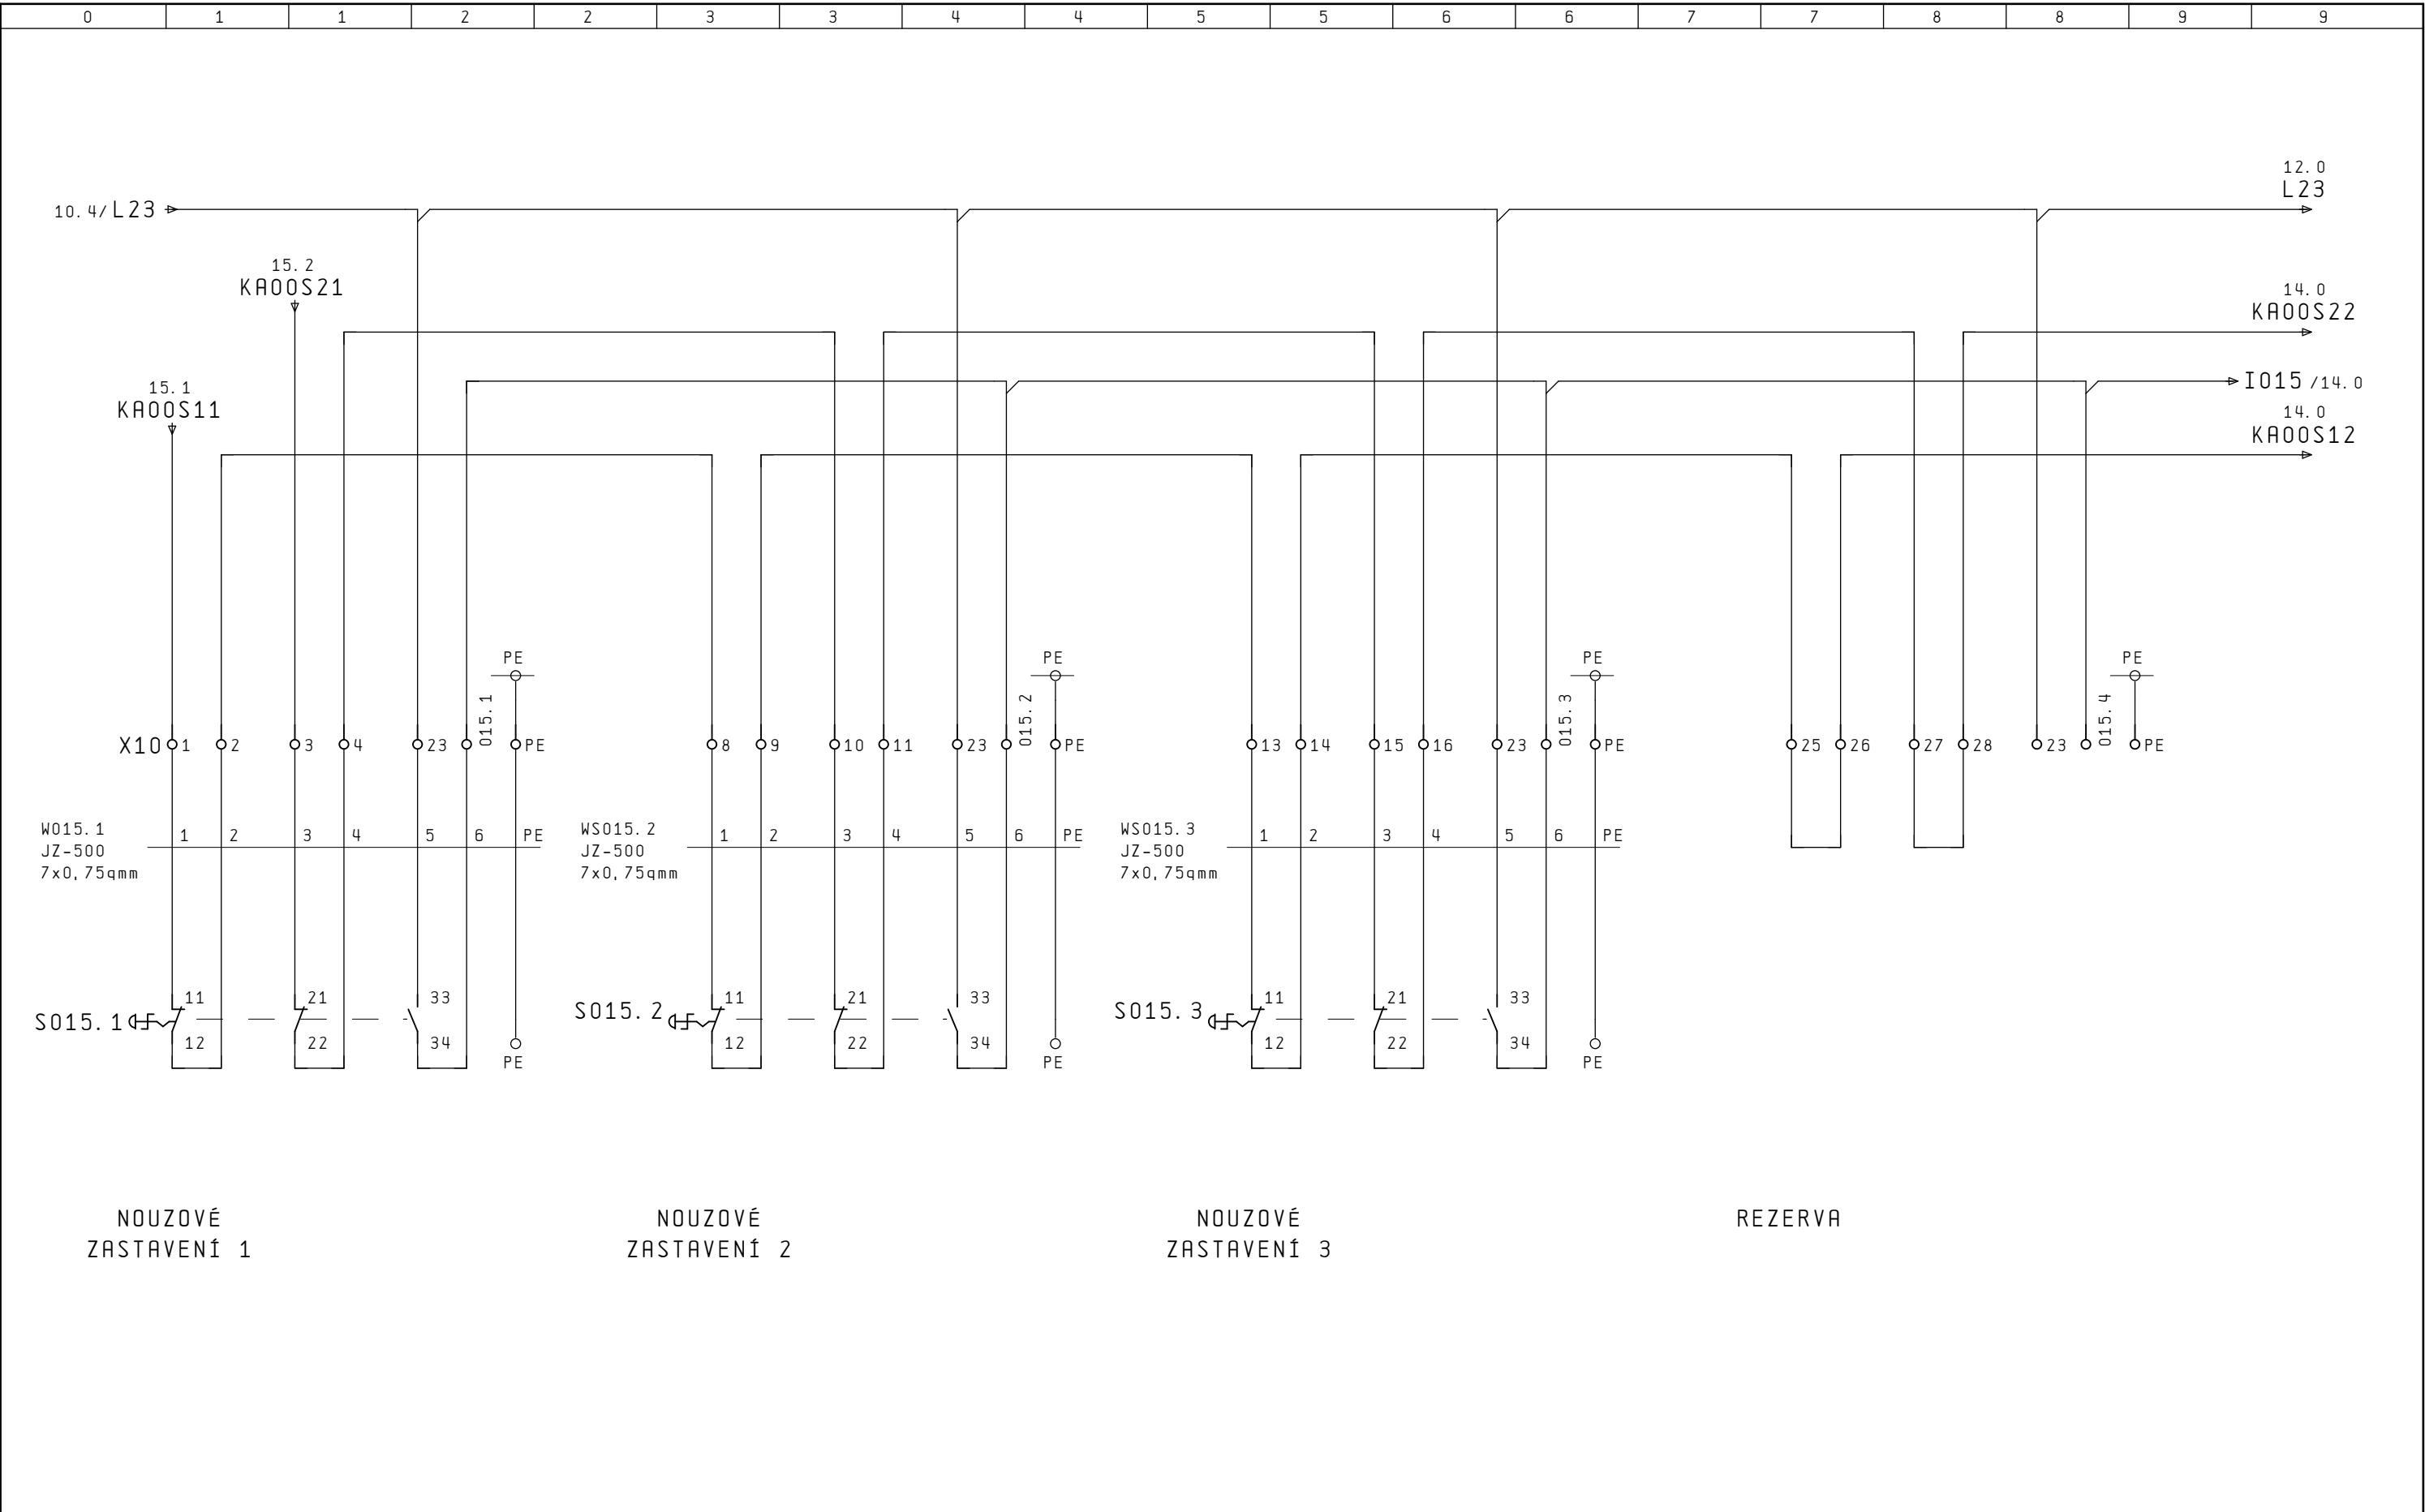 0 1 1 2 2 3 3 4 4 5 5 6 6 7 7 8 8 9 9
12.0
10.4/L23 L23
15.2 14.0
KA00S21 KA00S22
15.1 I015 /14.0
KA00S11 14.0
KA00S12
PE PE PE PE
015.1 015.2 015.3 015.4
X10 1 2 3 4 23 PE 8 9 10 11 23 PE 13 14 15 16 23 PE 25 26 27 28 23 PE
W015.1 1 2 3 4 5 6 PE WS015.2 1 2 3 4 5 6 PE WS015.3 1 2 3 4 5 6 PE
JZ-500 JZ-500 JZ-500
7x0,75qmm 7x0,75qmm 7x0,75qmm
11 21 33 11 21 33 11 21 33
S015.1 S015.2 S015.3
12 22 34 12 22 34 12 22 34
PE PE PE
NOUZOVÉ NOUZOVÉ NOUZOVÉ REZERVA
ZASTAVENÍ 1 ZASTAVENÍ 2 ZASTAVENÍ 3